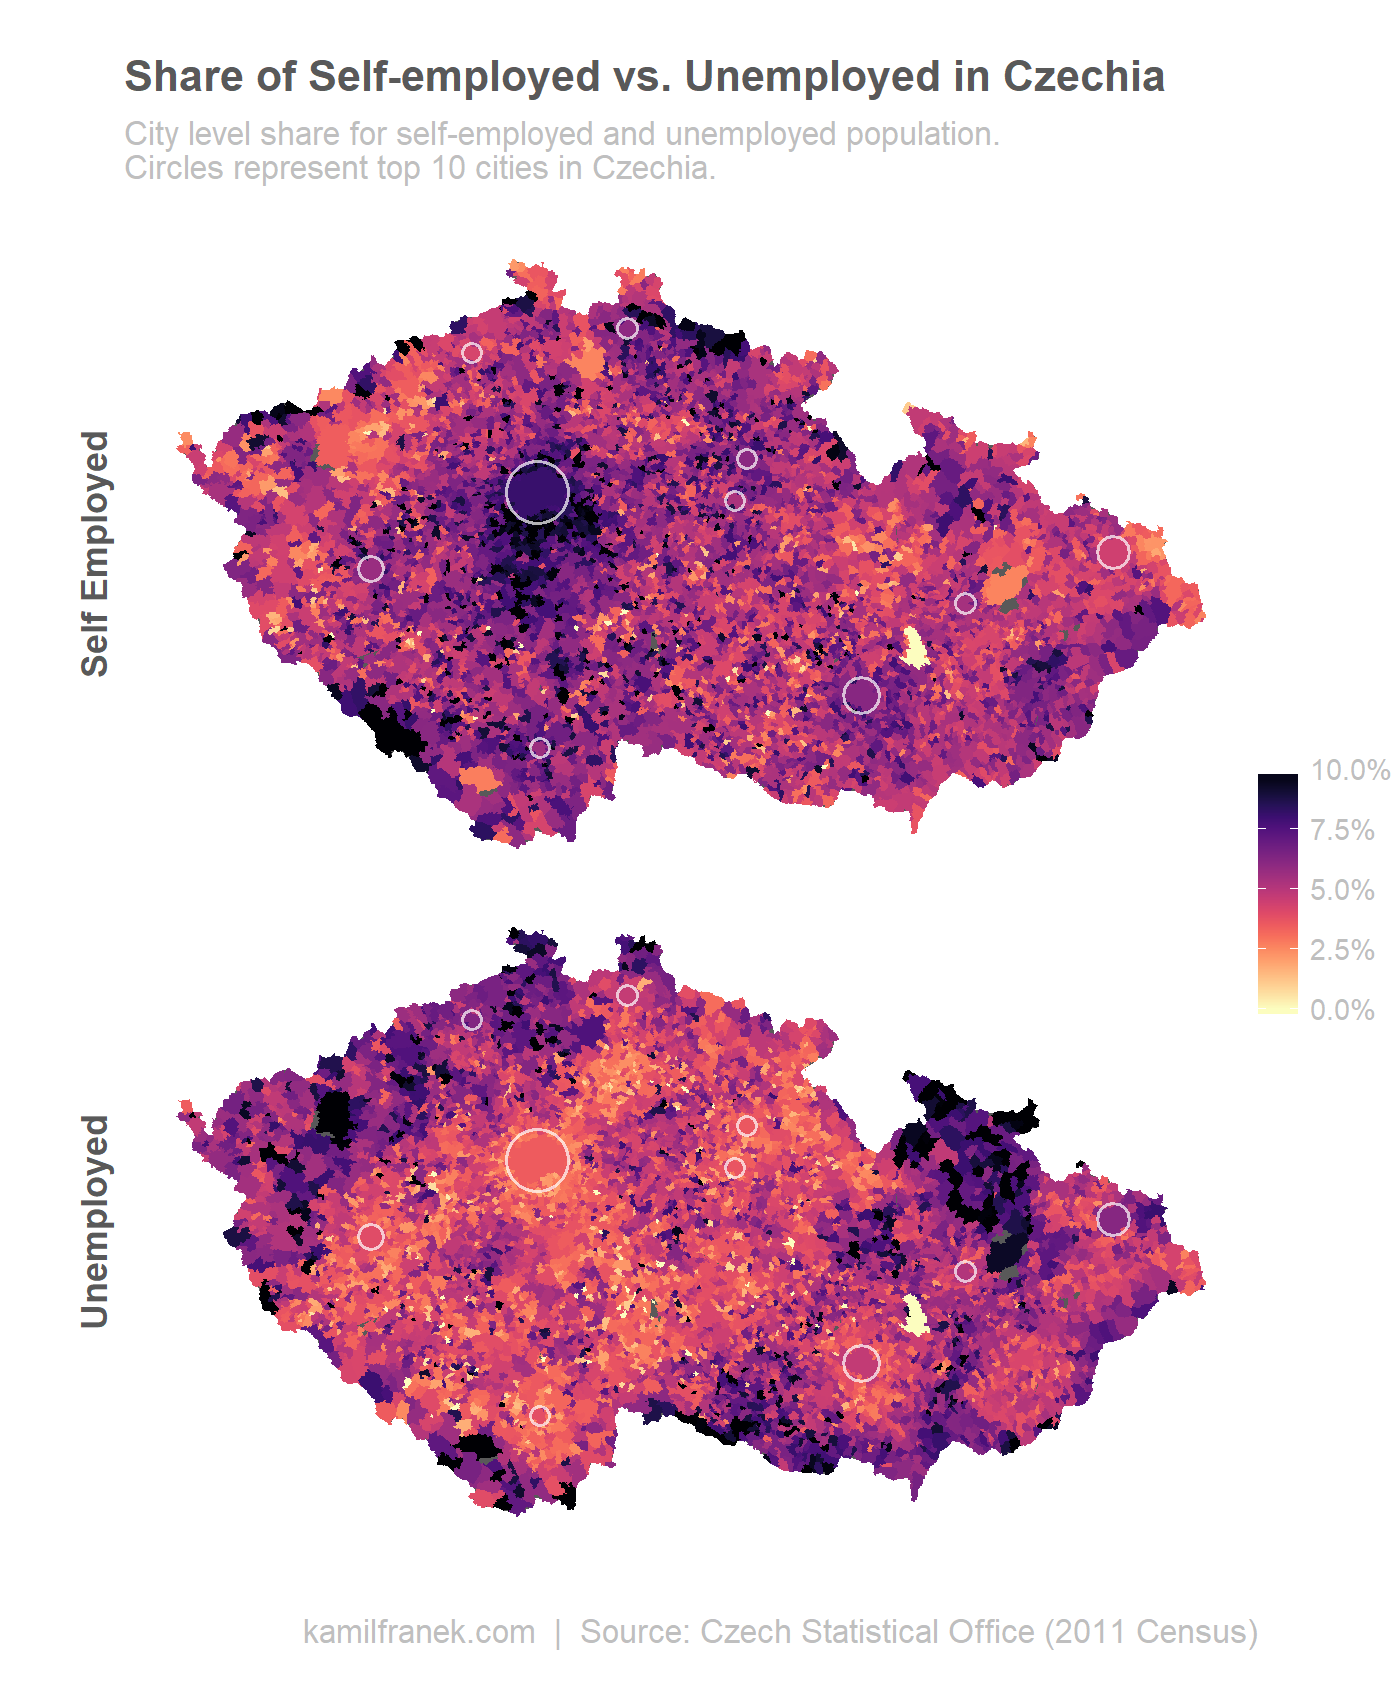 Share of Self-employed vs. Unemployed in Czechia
City level share for self-employed and unemployed population.
Circles represent top 10 cities in Czechia.
Self Employed
10.0%
7.5%
5.0%
2.5%
0.0%
Unemployed
kamilfranek.com | Source: Czech Statistical Office (2011 Census)